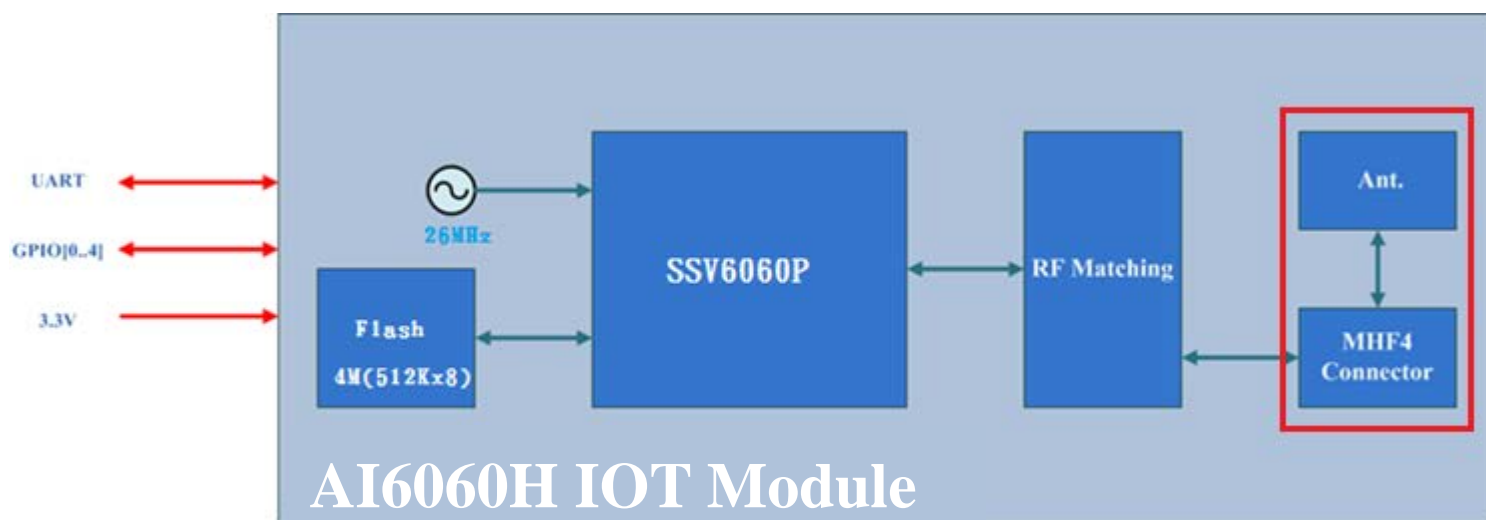 UART
GPIO[0..4]
3.3V
26MHz
Flash
4M(512Kx8)
SSV6060P
RF Matching
Ant.
MHF4
Connector
AI6060H IOT Module